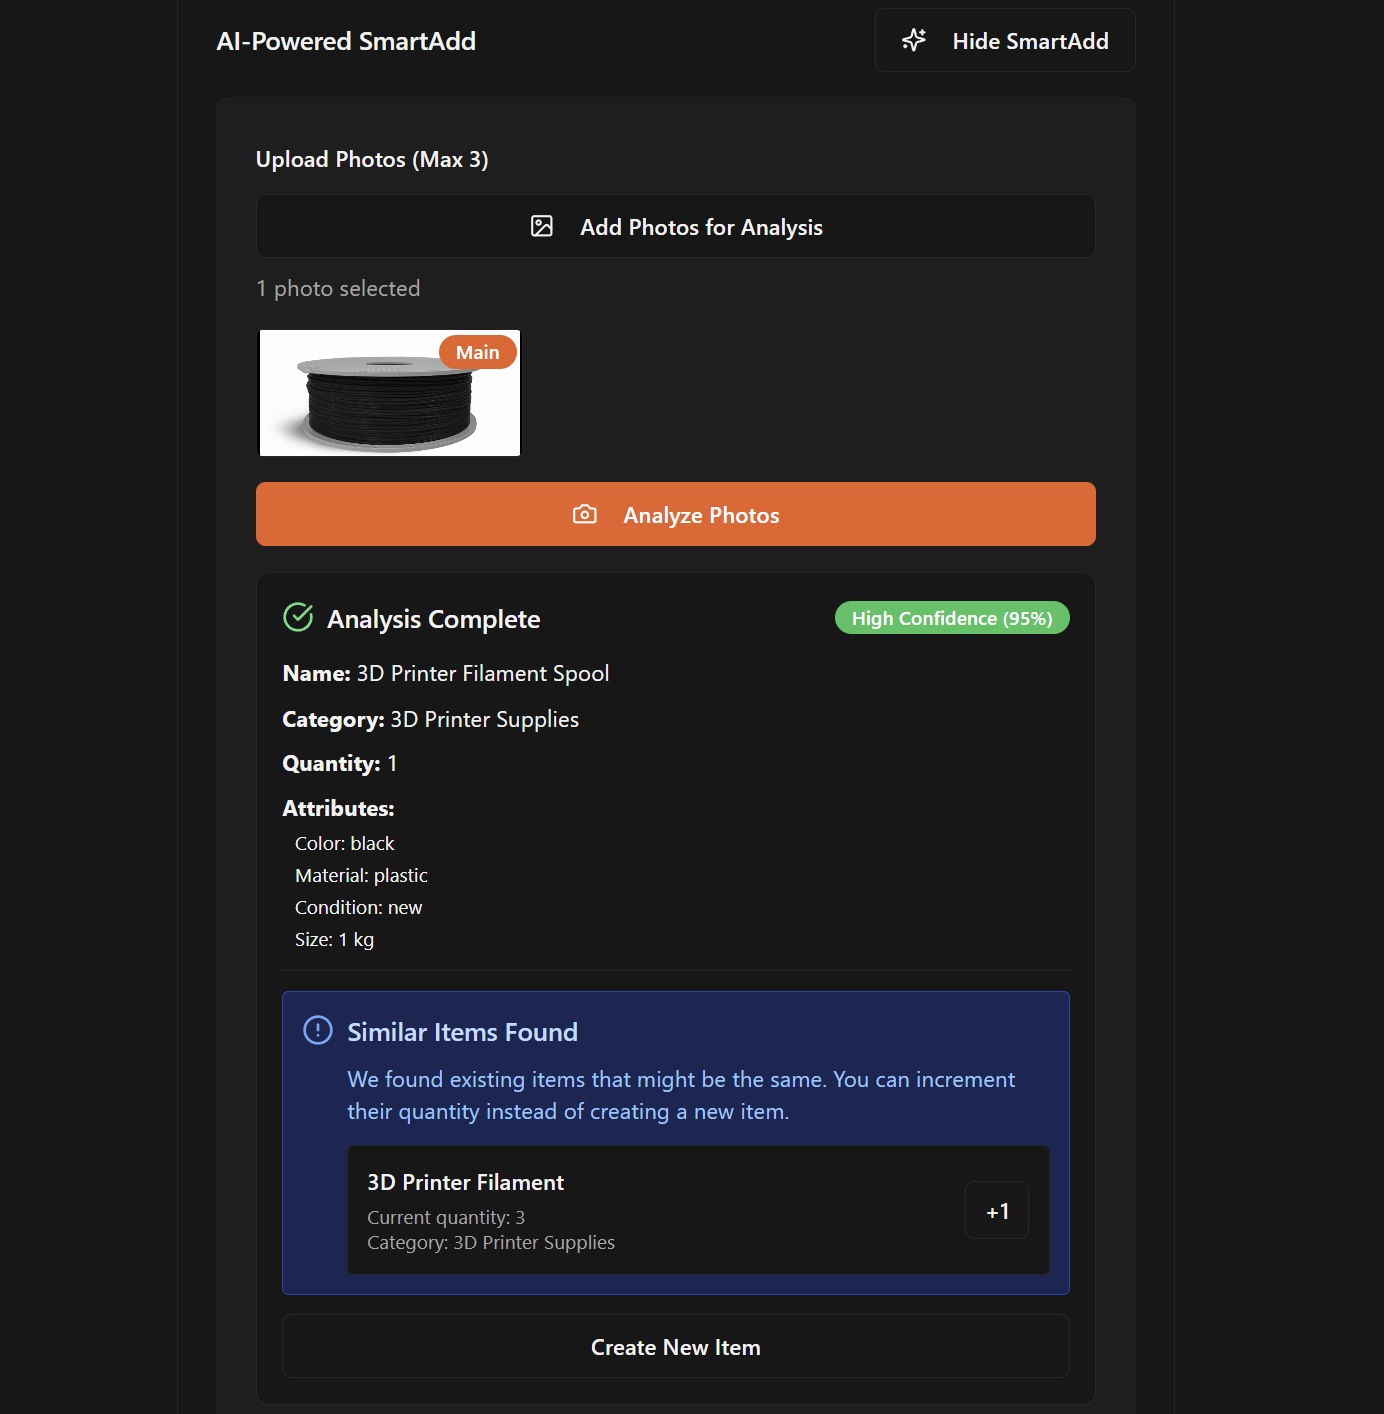 AI-Powered SmartAdd
Hide SmartAdd
Upload Photos (Max 3)
Add Photos for Analysis
1 photo selected
Main
Analyze Photos
Analysis Complete
High Confidence (95%)
Name: 3D Printer Filament Spool
Category: 3D Printer Supplies
Quantity: 1
Attributes:
Color: black
Material: plastic
Condition: new
Size: 1 kg
Similar Items Found
We found existing items that might be the same. You can increment
their quantity instead of creating a new item.
3D Printer Filament
Current quantity: 3
Category: 3D Printer Supplies
+1
Create New Item